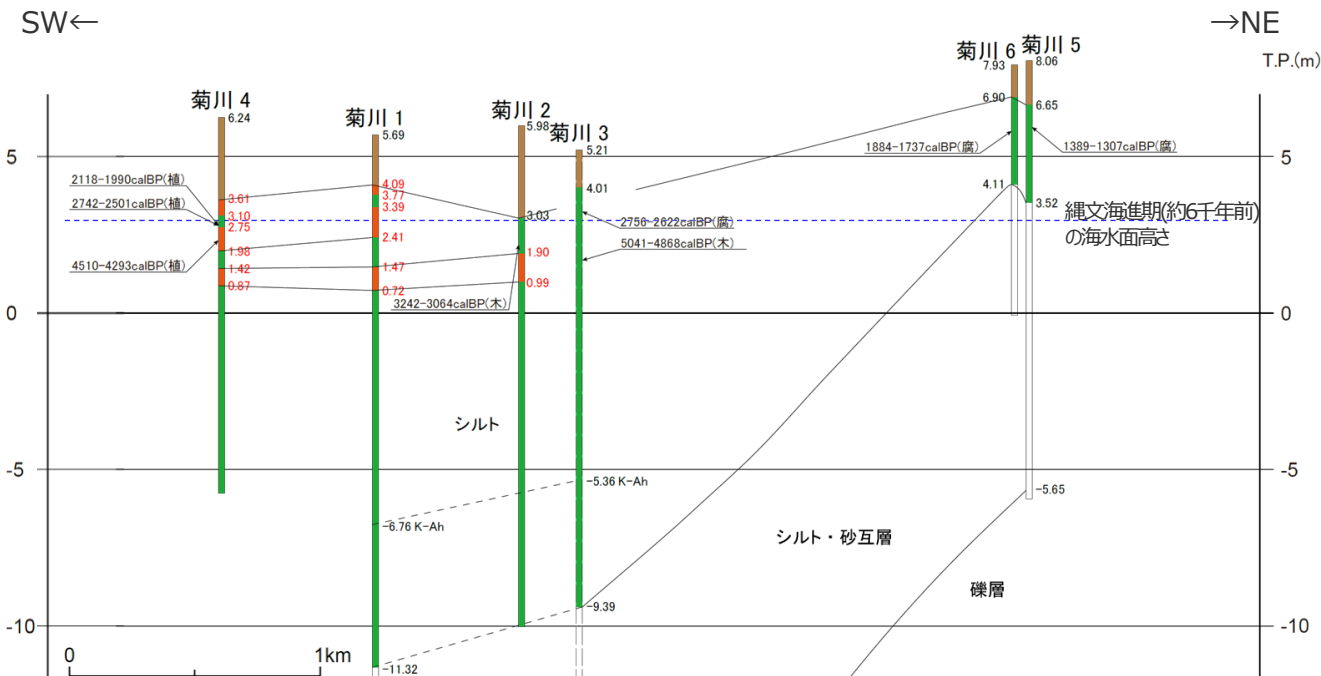 SW←
→NE
T.P.(m)
菊川 4
6.24
菊川 1
5.69
菊川 2
5.98
菊川 3
5.21
菊川 6
7.93
菊川 5
8.06
5
0
-5
-10
5
0
-5
-10
2118-1990calBP(植)
2742-2501calBP(植)
4510-4293calBP(植)
3.61
3.10
2.75
1.98
1.42
0.87
4.09
3.77
3.39
2.41
1.47
0.72
-6.76 K-Ah
-11.32
3.03
1.90
0.99
3242-3064calBP(木)
4.01
2756-2622calBP(腐)
5041-4868calBP(木)
-5.36 K-Ah
-9.39
6.90
1884-1737calBP(腐)
4.11
6.65
1389-1307calBP(腐)
3.52
-5.65
縄文海進期(約6千年前)
の海水面高さ
シルト
シルト・砂互層
礫層
0
1km